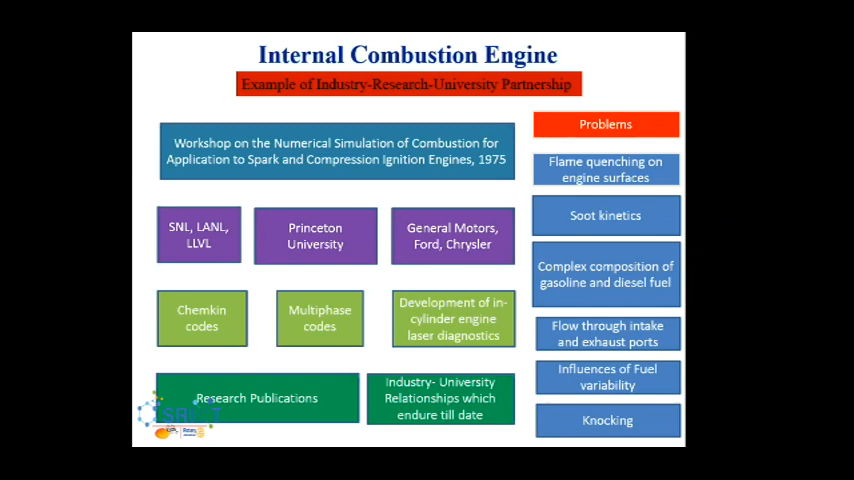 Internal Combustion Engine
Example of Industry-Research-University Partnership
Workshop on the Numerical Simulation of Combustion for
Application to Spark and Compression Ignition Engines, 1975
SNL, LANL,
LLVL
Princeton
University
General Motors,
Ford, Chrysler
Chemkin
codes
Multiphase
codes
Development of in-
cylinder engine
laser diagnostics
Research Publications
Industry- University
Relationships which
endure till date
Problems
Flame quenching on
engine surfaces
Soot kinetics
Complex composition of
gasoline and diesel fuel
Flow through intake
and exhaust ports
Influences of Fuel
variability
Knocking